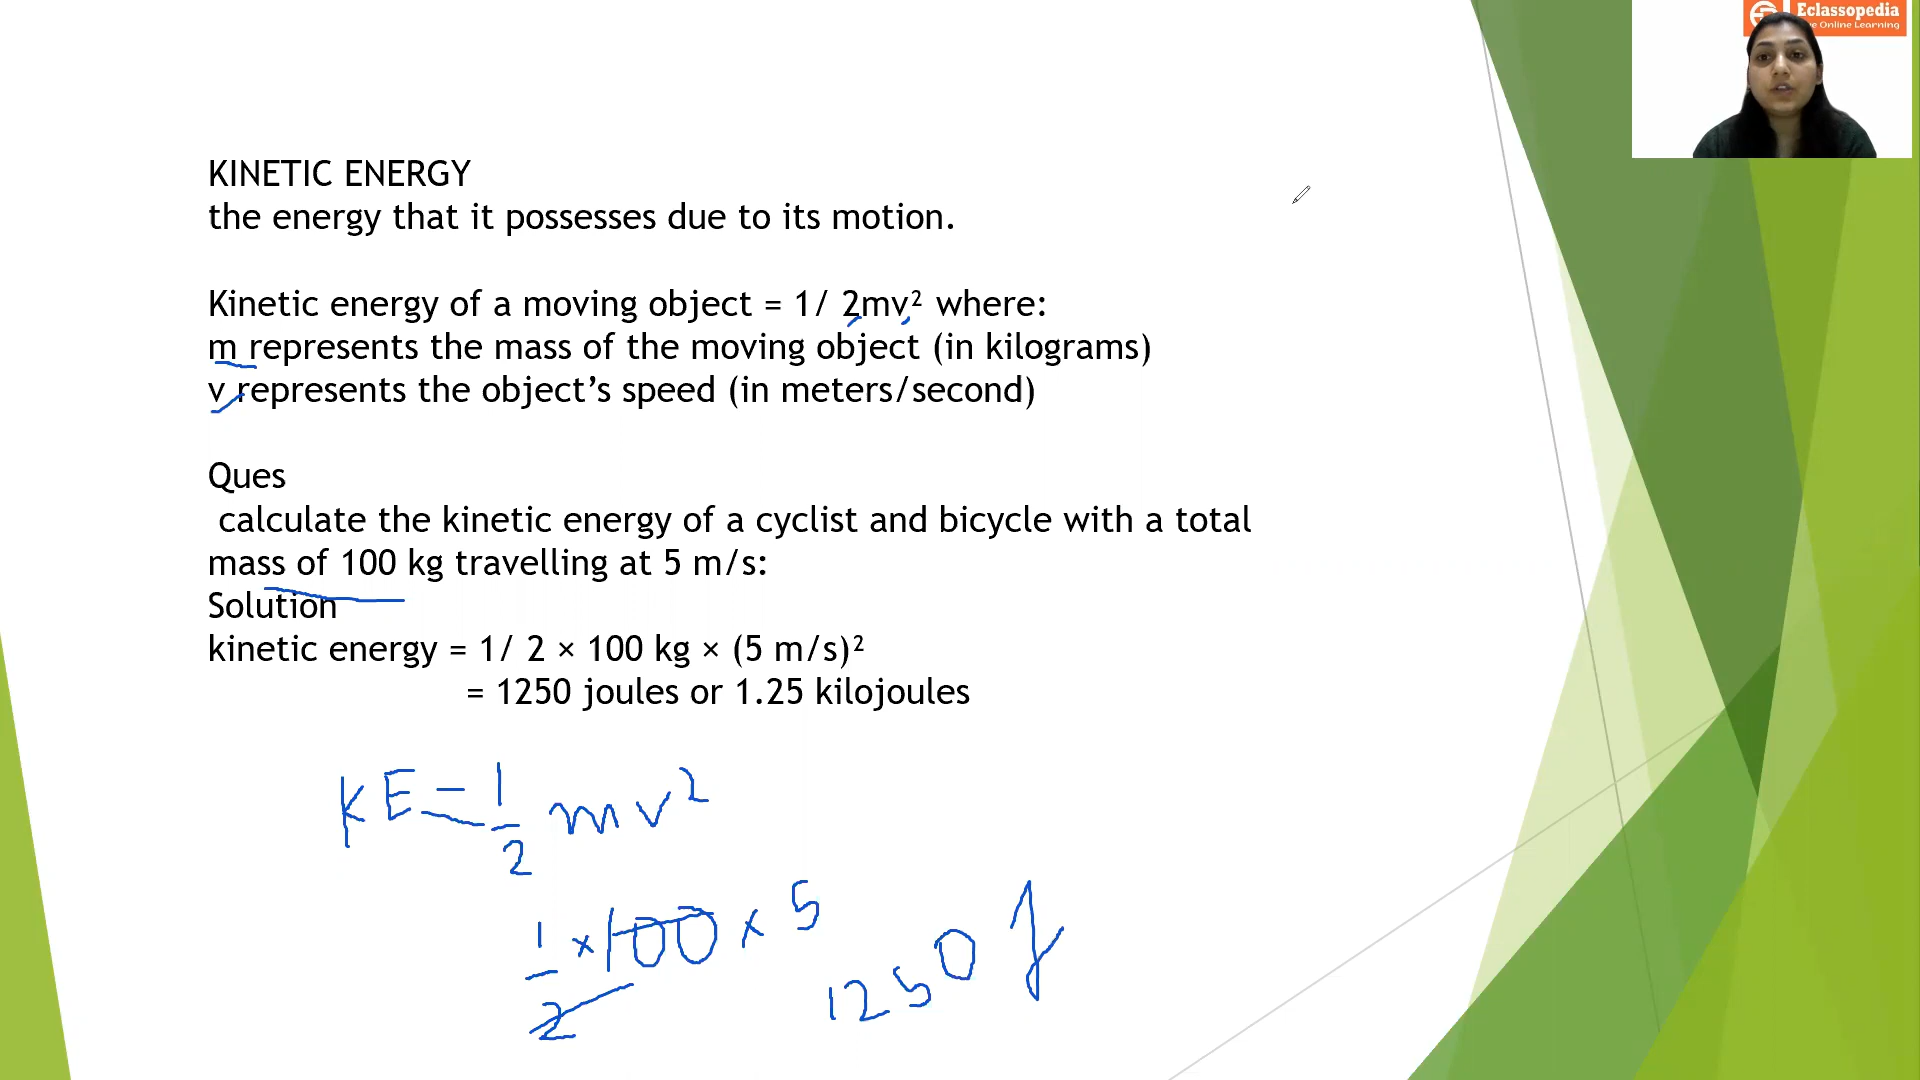 Eclassopedia
e Online Learning
KINETIC ENERGY
the energy that it possesses due to its motion.
Kinetic energy of a moving object = 1/ 2mv² where:
m represents the mass of the moving object (in kilograms)
v represents the object’s speed (in meters/second)
Ques
calculate the kinetic energy of a cyclist and bicycle with a total
mass of 100 kg travelling at 5 m/s:
Solution
kinetic energy = 1/ 2 × 100 kg × (5 m/s)²
= 1250 joules or 1.25 kilojoules
KE = 1/2 mv²
1/2 × 100 × 5
1250 J